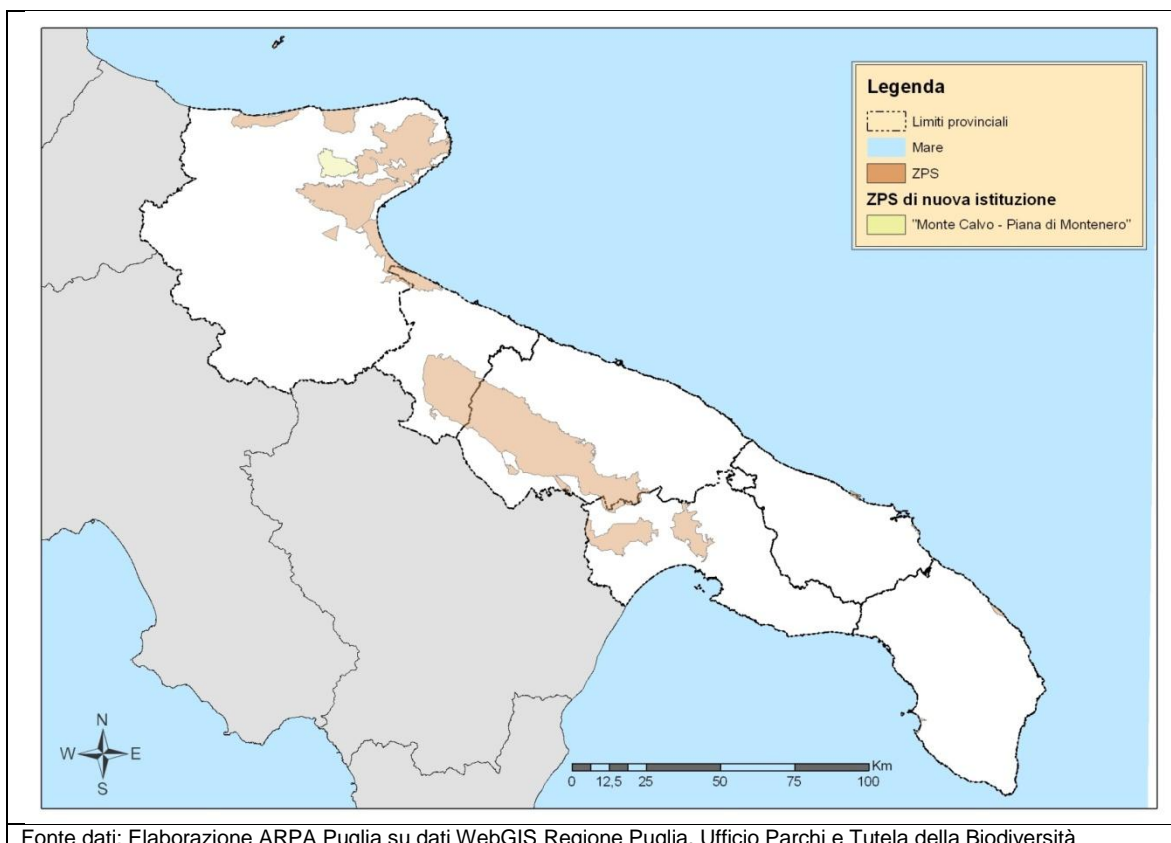 Legenda
Limiti provinciali
Mare
ZPS
ZPS di nuova istituzione
"Monte Calvo - Piana di Montenero"
N
W E
S
Km
0 12,5 25 50 75 100
Fonte dati: Elaborazione ARPA Puglia su dati WebGIS Regione Puglia, Ufficio Parchi e Tutela della Biodiversità